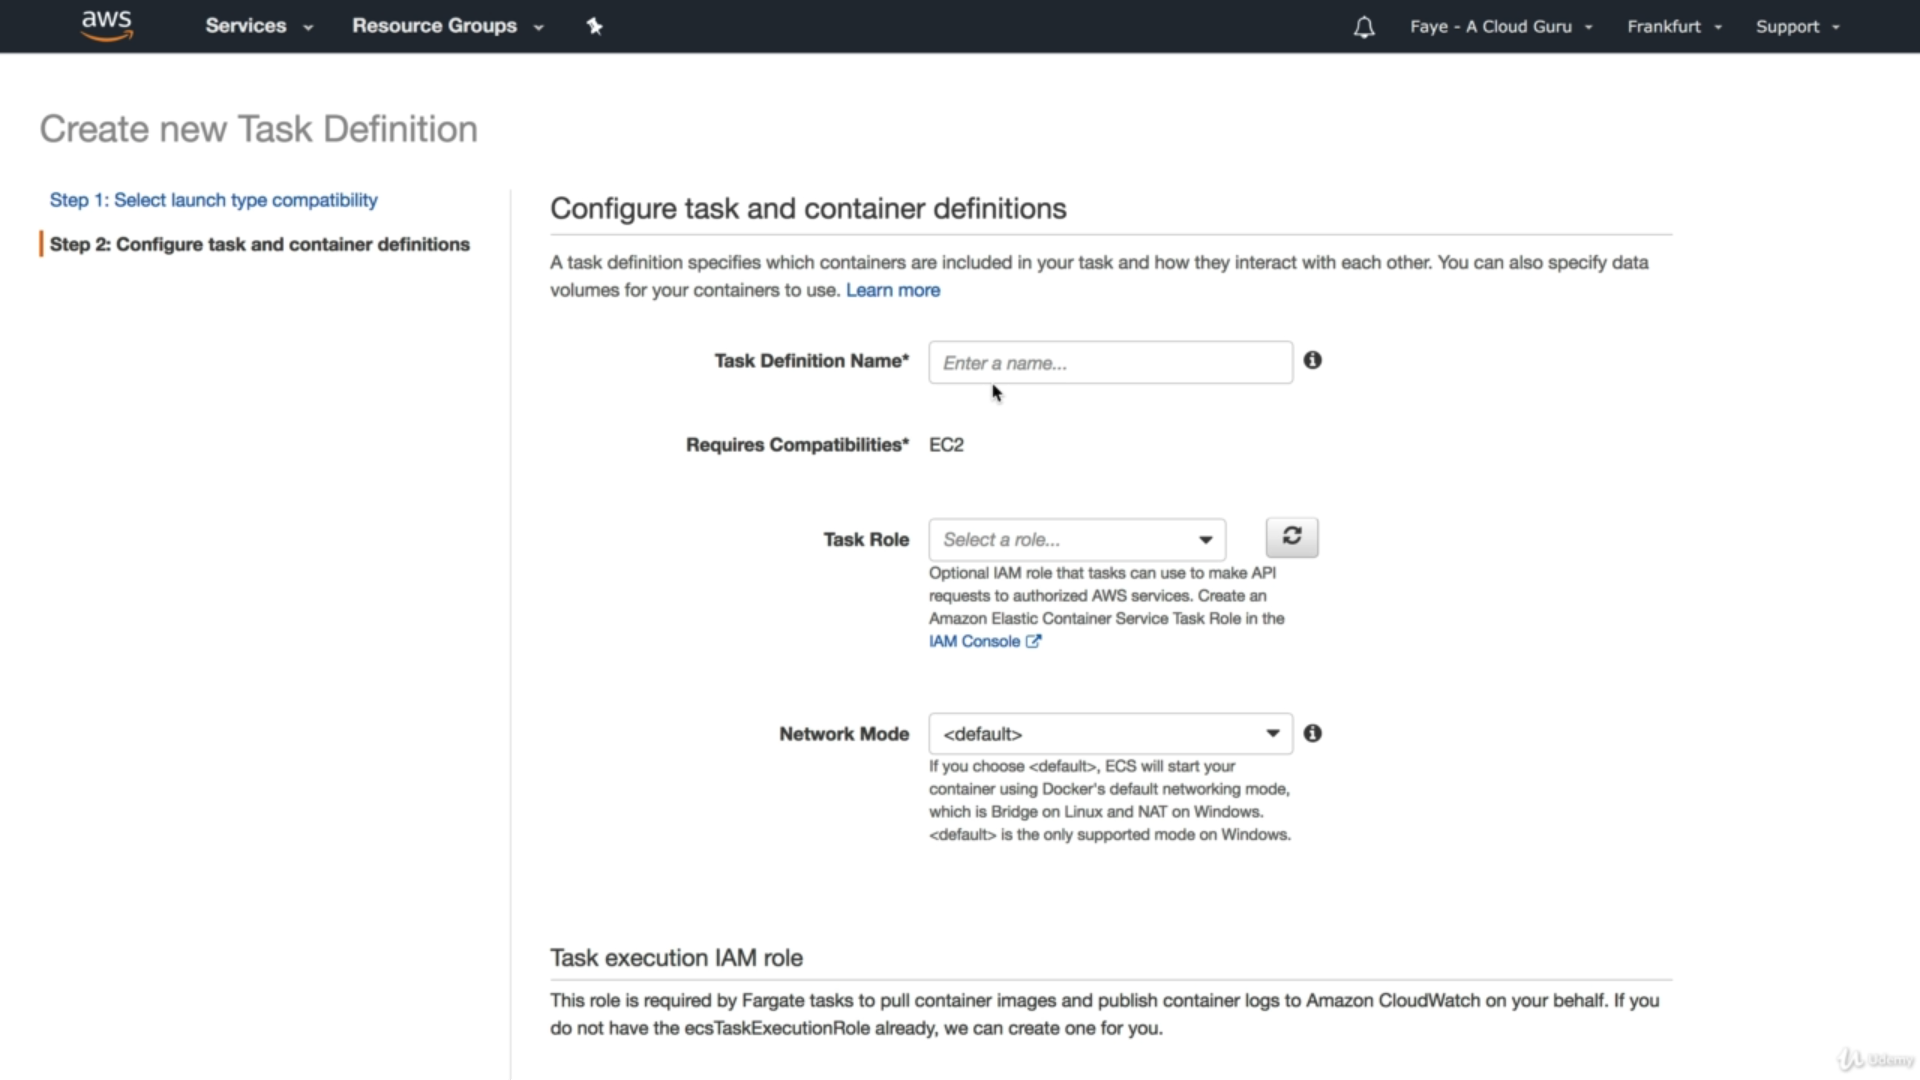 aws Services Resource Groups Faye - A Cloud Guru Frankfurt Support
Create new Task Definition
Step 1: Select launch type compatibility
Step 2: Configure task and container definitions
Configure task and container definitions
A task definition specifies which containers are included in your task and how they interact with each other. You can also specify data
volumes for your containers to use. Learn more
Task Definition Name* Enter a name...
Requires Compatibilities* EC2
Task Role Select a role...
Optional IAM role that tasks can use to make API
requests to authorized AWS services. Create an
Amazon Elastic Container Service Task Role in the
IAM Console
Network Mode <default>
If you choose <default>, ECS will start your
container using Docker's default networking mode,
which is Bridge on Linux and NAT on Windows.
<default> is the only supported mode on Windows.
Task execution IAM role
This role is required by Fargate tasks to pull container images and publish container logs to Amazon CloudWatch on your behalf. If you
do not have the ecsTaskExecutionRole already, we can create one for you.
Udemy